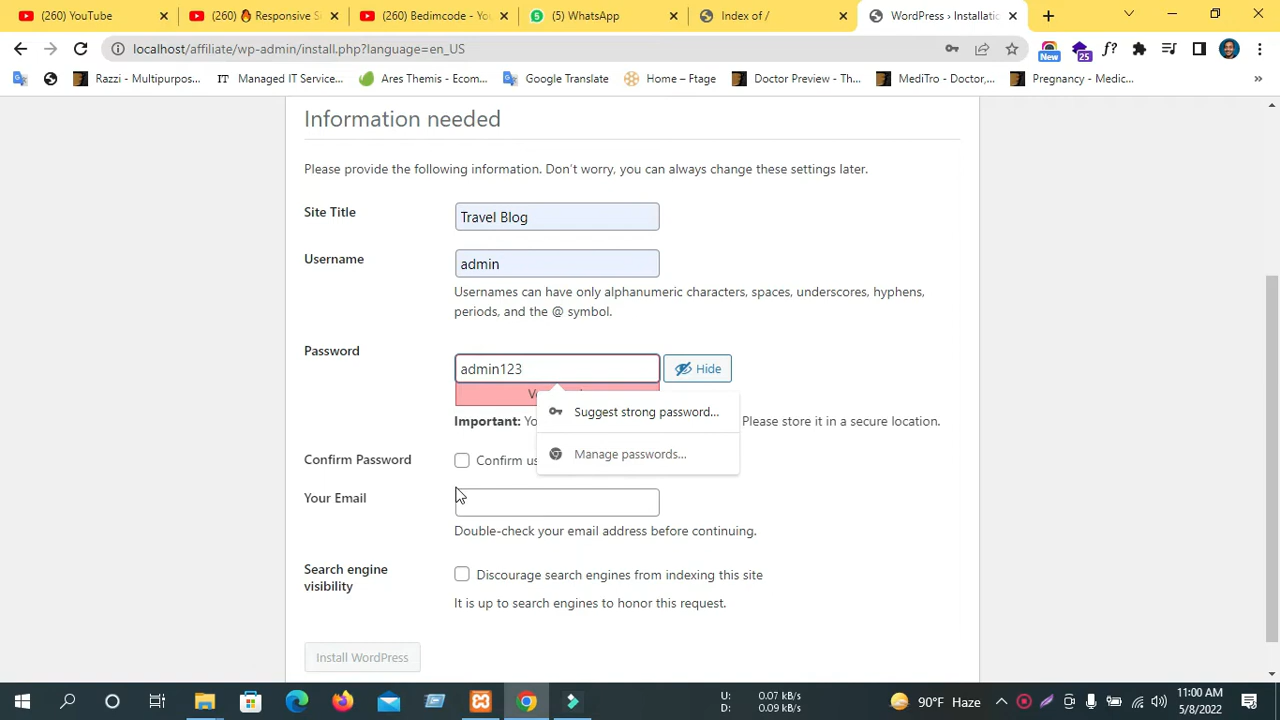 (260) YouTube
(260) 🔥 Responsive S
(260) Bedimcode - Yo
(5) WhatsApp
Index of /
WordPress › Installatio
localhost/affiliate/wp-admin/install.php?language=en_US
New
25
f?
Razzi - Multipurpos...
IT Managed IT Service...
Ares Themis - Ecom...
Google Translate
Home – Ftage
Doctor Preview - Th...
MediTro - Doctor,...
Pregnancy - Medic...
»
Information needed
Please provide the following information. Don't worry, you can always change these settings later.
Site Title
Travel Blog
Username
admin
Usernames can have only alphanumeric characters, spaces, underscores, hyphens,
periods, and the @ symbol.
Password
admin123
Hide
Suggest strong password...
Important: Yo
Please store it in a secure location.
Manage passwords...
Confirm Password
Confirm us
Your Email
Double-check your email address before continuing.
Search engine
visibility
Discourage search engines from indexing this site
It is up to search engines to honor this request.
Install WordPress
U: 0.07 kB/s
D: 0.09 kB/s
90°F Haze
11:00 AM
5/8/2022